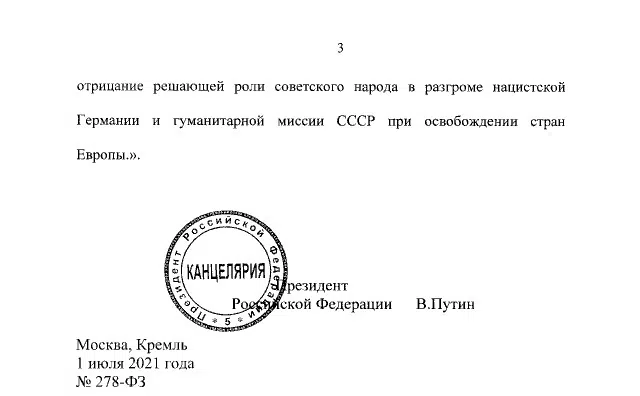 3
отрицание решающей роли советского народа в разгроме нацистской
Германии и гуманитарной миссии СССР при освобождении стран
Европы.».
Президент Российской Федерации
КАНЦЕЛЯРИЯ
* 5 *
Президент
Российской Федерации В.Путин
Москва, Кремль
1 июля 2021 года
№ 278-ФЗ